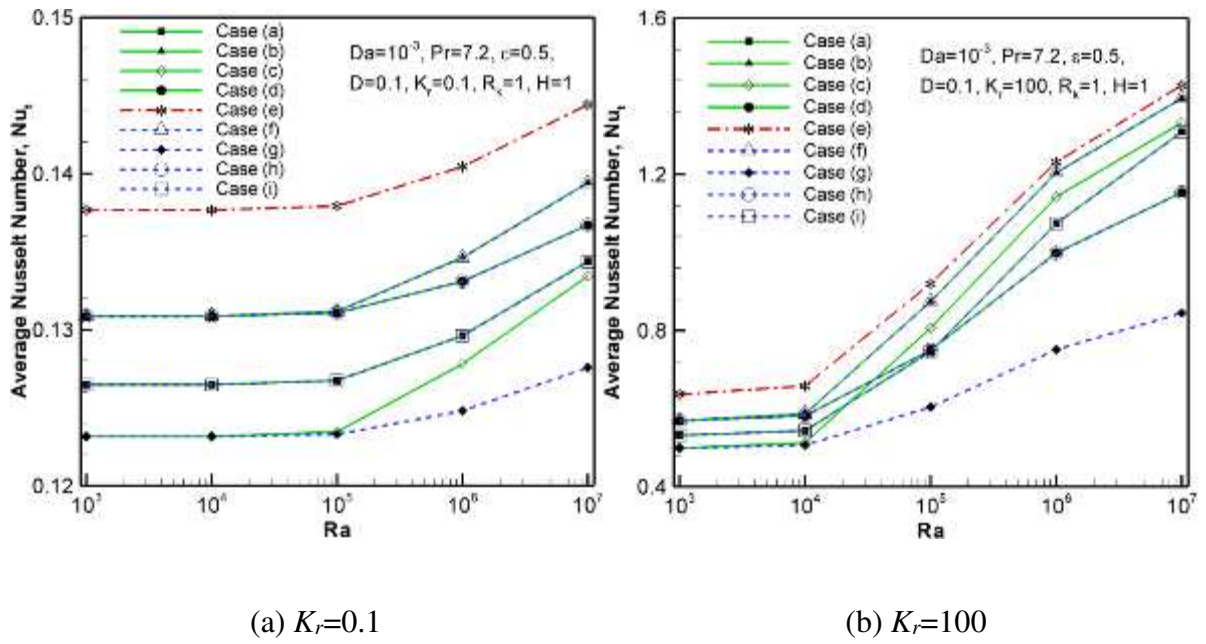 0.15
0.14
0.13
0.12
Average Nusselt Number, Nuₜ
Case (a)
Case (b)
Case (c)
Case (d)
Case (e)
Case (f)
Case (g)
Case (h)
Case (i)
Da=10⁻³, Pr=7.2, ε=0.5,
D=0.1, Kᵣ=0.1, Rₖ=1, H=1
10³ 10⁴ 10⁵ 10⁶ 10⁷
Ra
(a) Kᵣ=0.1
1.6
1.2
0.8
0.4
Average Nusselt Number, Nuₜ
Case (a)
Case (b)
Case (c)
Case (d)
Case (e)
Case (f)
Case (g)
Case (h)
Case (i)
Da=10⁻³, Pr=7.2, ε=0.5,
D=0.1, Kᵣ=100, Rₖ=1, H=1
10³ 10⁴ 10⁵ 10⁶ 10⁷
Ra
(b) Kᵣ=100